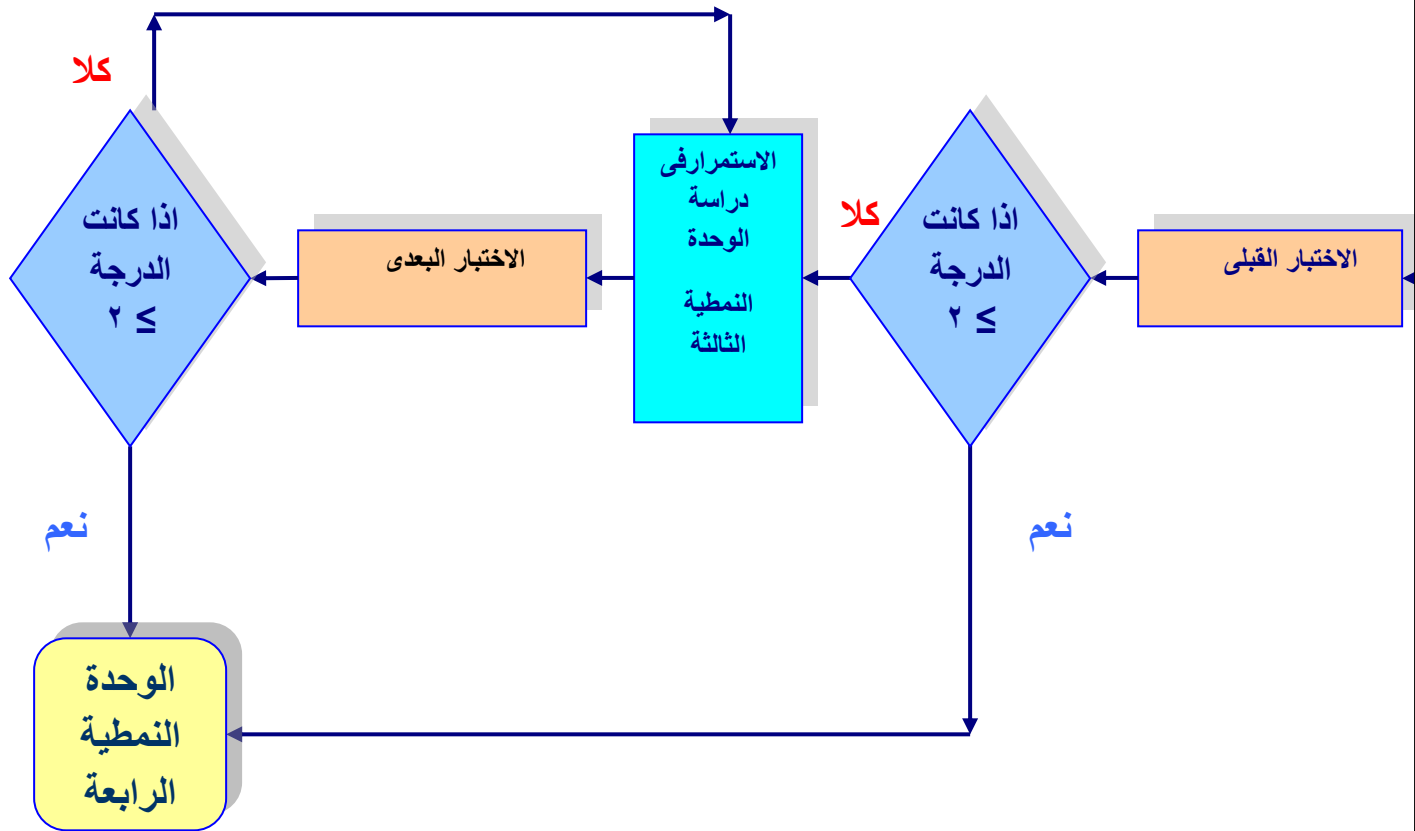 كلا
اذا كانت
الدرجة
≥ ٢
الاختبار القبلى
كلا
الاستمرارفى
دراسة
الوحدة
النمطية
الثالثة
الاختبار البعدى
اذا كانت
الدرجة
≥ ٢
نعم
نعم
الوحدة
النمطية
الرابعة